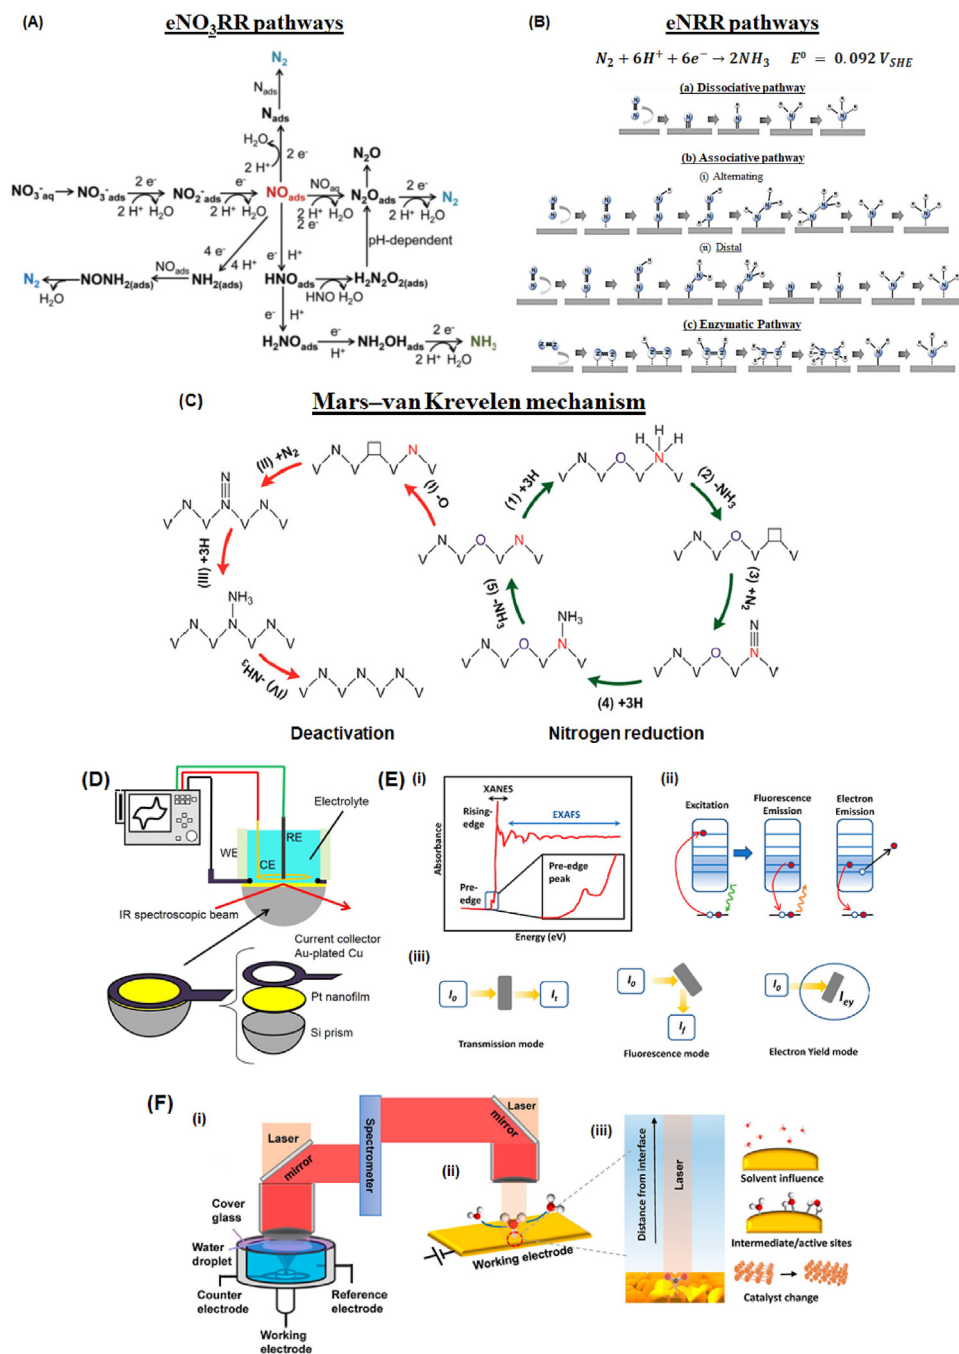 (A)
eNO3RR pathways
N2
Nads
Nads
H2O
2 H+
2 e-
N2O
NO3-aq
NO3-ads
2 e-
2 H+ H2O
NO2-ads
e-
2 H+ H2O
NOads
NOaq
2 H+ H2O
2 e-
N2Oads
2 e-
2 H+ H2O
N2
pH-dependent
4 e-
4 H+
e-
H+
N2
H2O
NONH2(ads)
NOads
NH2(ads)
HNOads
HNO H2O
H2N2O2(ads)
e-
H+
H2NOads
e-
H+
NH2OHads
2 e-
2 H+ H2O
NH3
(B)
eNRR pathways
N2 + 6H+ + 6e- → 2NH3 E0 = 0.092 VSHE
(a) Dissociative pathway
(b) Associative pathway
(i) Alternating
(ii) Distal
(c) Enzymatic Pathway
(C)
Mars–van Krevelen mechanism
(II) +N2
(I) -O
(III) +3H
(IV) -NH3
(1) +3H
(2) -NH3
(3) +N2
(4) +3H
(5) -NH3
Deactivation
Nitrogen reduction
(D)
Electrolyte
WE
CE
RE
IR spectroscopic beam
Current collector
Au-plated Cu
Pt nanofilm
Si prism
(E)
(i)
XANES
Rising-
edge
EXAFS
Pre-edge
peak
Pre-
edge
Absorbance
Energy (eV)
(ii)
Excitation
Fluorescence
Emission
Electron
Emission
(iii)
I0
It
Transmission mode
I0
If
Fluorescence mode
I0
Iey
Electron Yield mode
(F)
(i)
Laser
mirror
Spectrometer
Laser
mirror
Cover
glass
Water
droplet
Counter
electrode
Reference
electrode
Working
electrode
(ii)
Working electrode
(iii)
Distance from interface
Laser
Solvent influence
Intermediate/active sites
Catalyst change